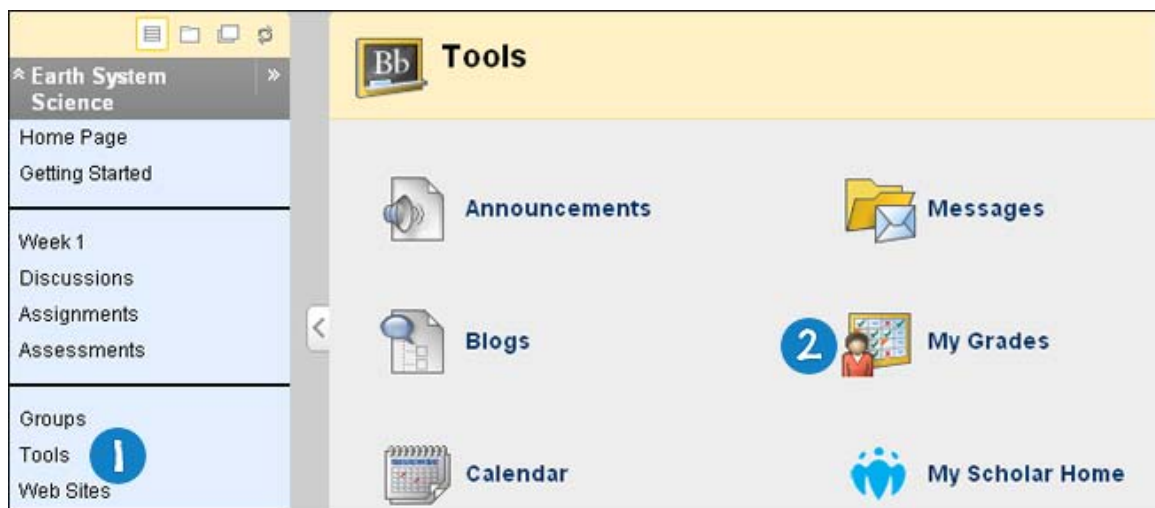 Earth System
Science
Home Page
Getting Started
Week 1
Discussions
Assignments
Assessments
Groups
Tools
1
Web Sites
Bb
Tools
Announcements
Messages
Blogs
2
My Grades
Calendar
My Scholar Home